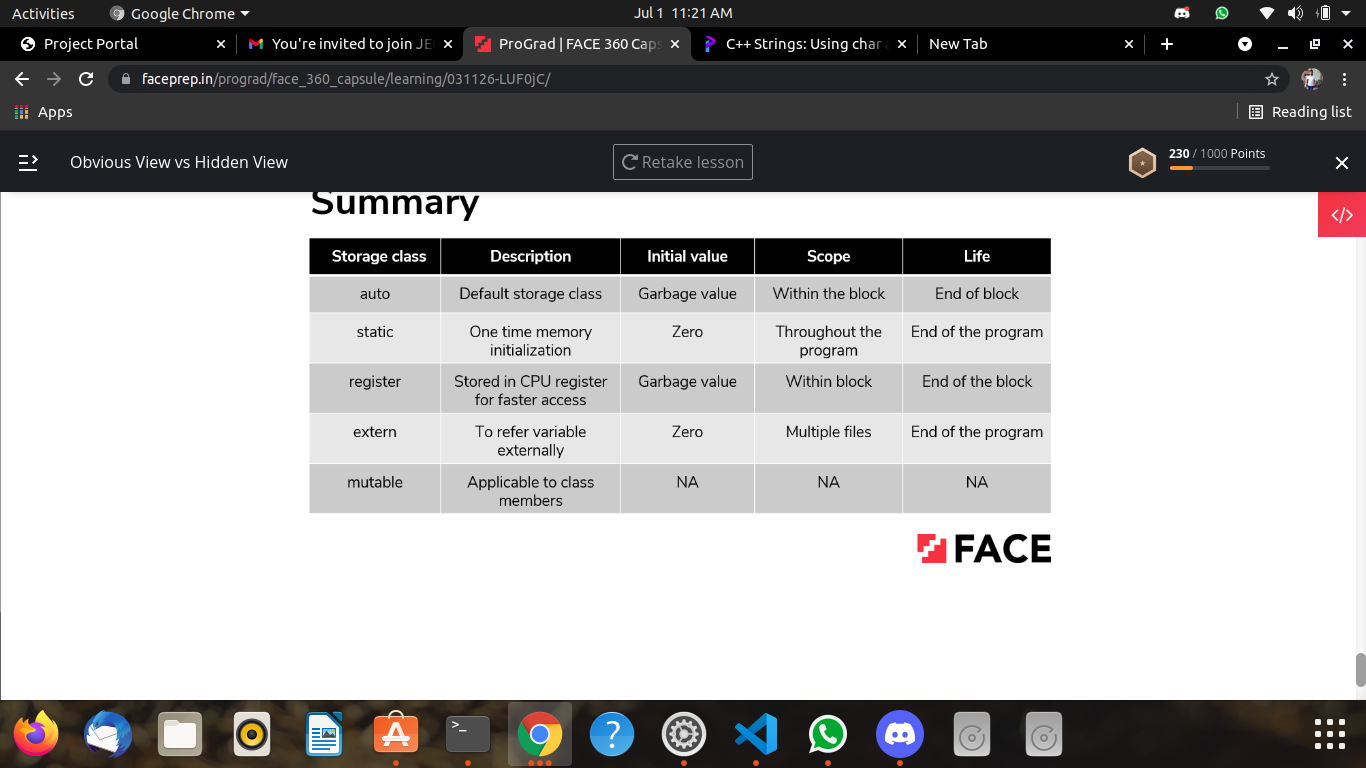 Activities
Google Chrome
Jul 1 11:21 AM
Project Portal
You're invited to join JE
ProGrad | FACE 360 Caps
C++ Strings: Using char a
New Tab
faceprep.in/prograd/face_360_capsule/learning/031126-LUF0jC/
Apps
Reading list
Obvious View vs Hidden View
Retake lesson
230 / 1000 Points
Summary
Storage class Description Initial value Scope Life
auto Default storage class Garbage value Within the block End of block
static One time memory initialization Zero Throughout the program End of the program
register Stored in CPU register for faster access Garbage value Within block End of the block
extern To refer variable externally Zero Multiple files End of the program
mutable Applicable to class members NA NA NA
FACE